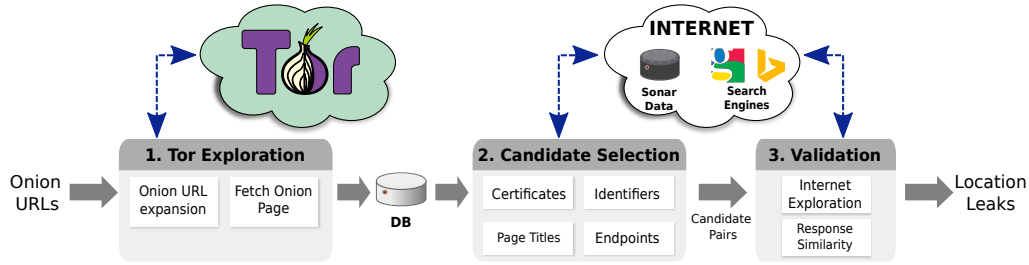 Tor
INTERNET
Sonar
Data
Search
Engines
1. Tor Exploration
2. Candidate Selection
3. Validation
Onion
URLs
Onion URL
expansion
Fetch Onion
Page
DB
Certificates
Identifiers
Page Titles
Endpoints
Candidate
Pairs
Internet
Exploration
Response
Similarity
Location
Leaks